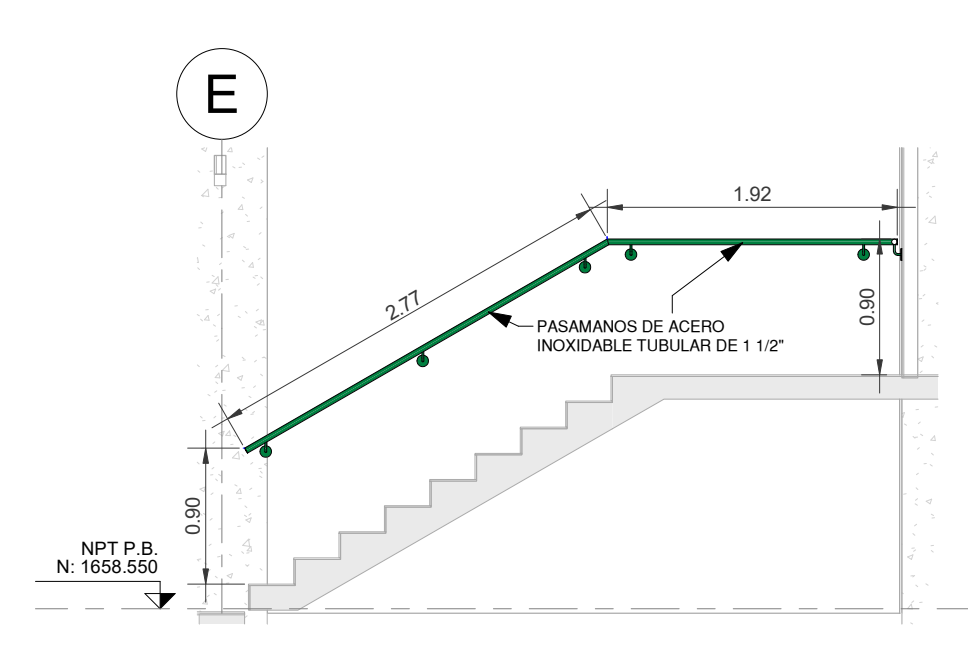 E
1.92
2.77
0.90
PASAMANOS DE ACERO
INOXIDABLE TUBULAR DE 1 1/2"
0.90
NPT P.B.
N: 1658.550